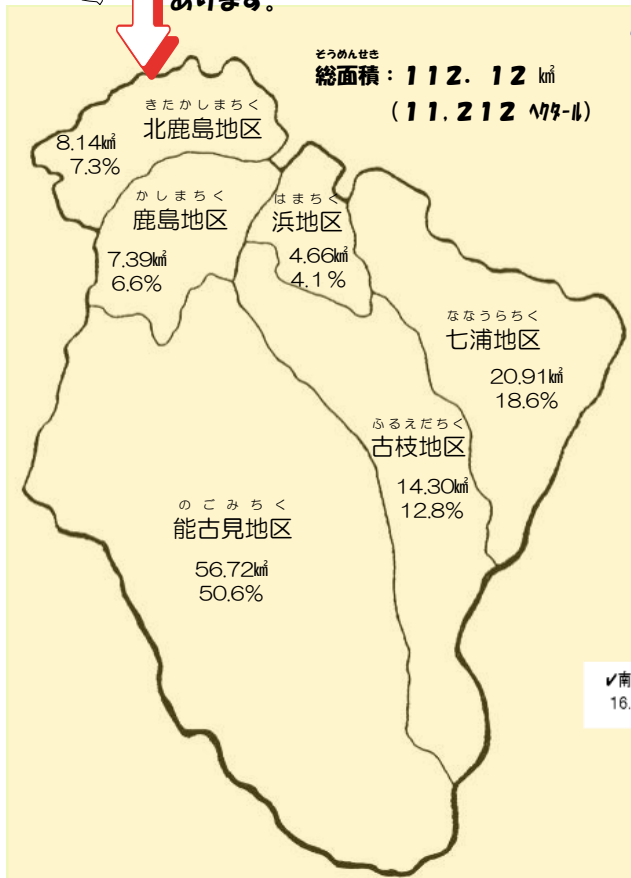 あります。
そうめんせき
総面積：112.12 ㎢
(11,212 ﾍｸﾀｰﾙ)
きたかしまちく
北鹿島地区
8.14㎢
7.3%
かしまちく
鹿島地区
7.39㎢
6.6%
はまちく
浜地区
4.66㎢
4.1%
ななうらちく
七浦地区
20.91㎢
18.6%
ふるえだちく
古枝地区
14.30㎢
12.8%
のごみちく
能古見地区
56.72㎢
50.6%
✔南
16.